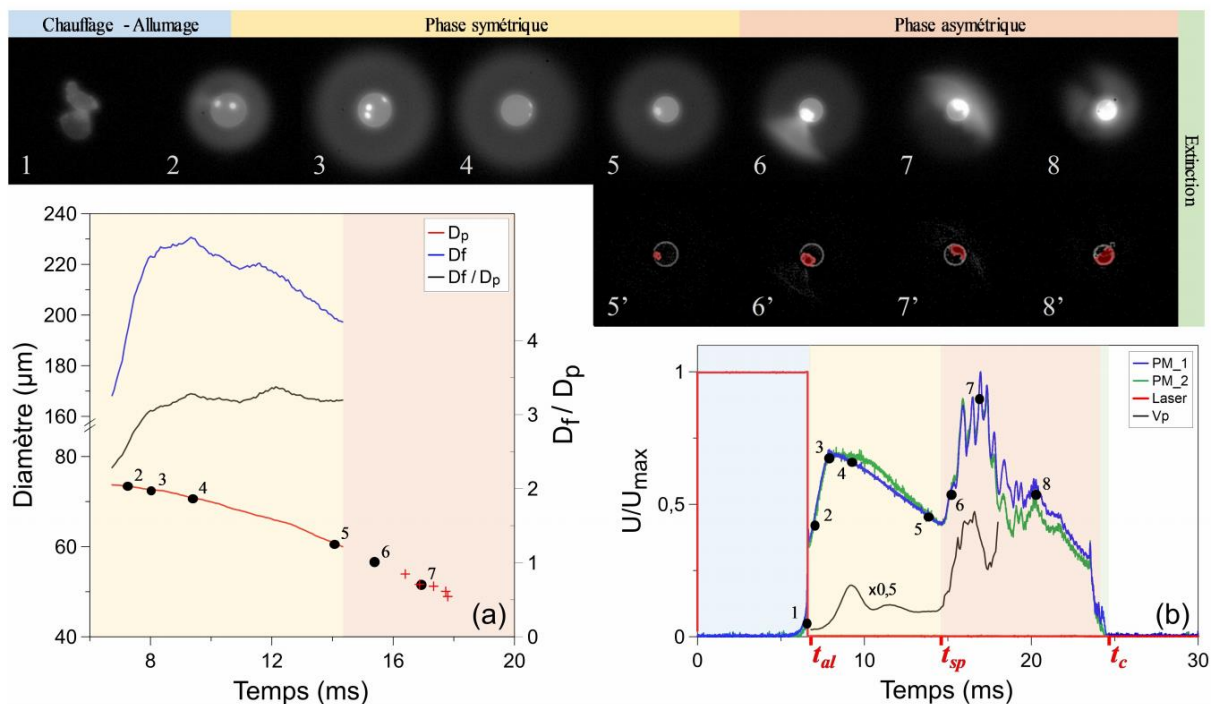 Chauffage - Allumage Phase symétrique Phase asymétrique
Extinction
1 2 3 4 5 6 7 8
5' 6' 7' 8'
240
220
200
180
160
80
60
40
Diamètre (µm)
D_p
Df
Df / D_p
4
3
2
1
0
Df / D_p
2 3 4 5 6 7
(a)
8 12 16 20
Temps (ms)
1
0,5
0
U/U_max
PM_1
PM_2
Laser
Vp
1 2 3 4 5 6 7 8
x0,5
(b)
t_al t_sp t_c
0 10 20 30
Temps (ms)